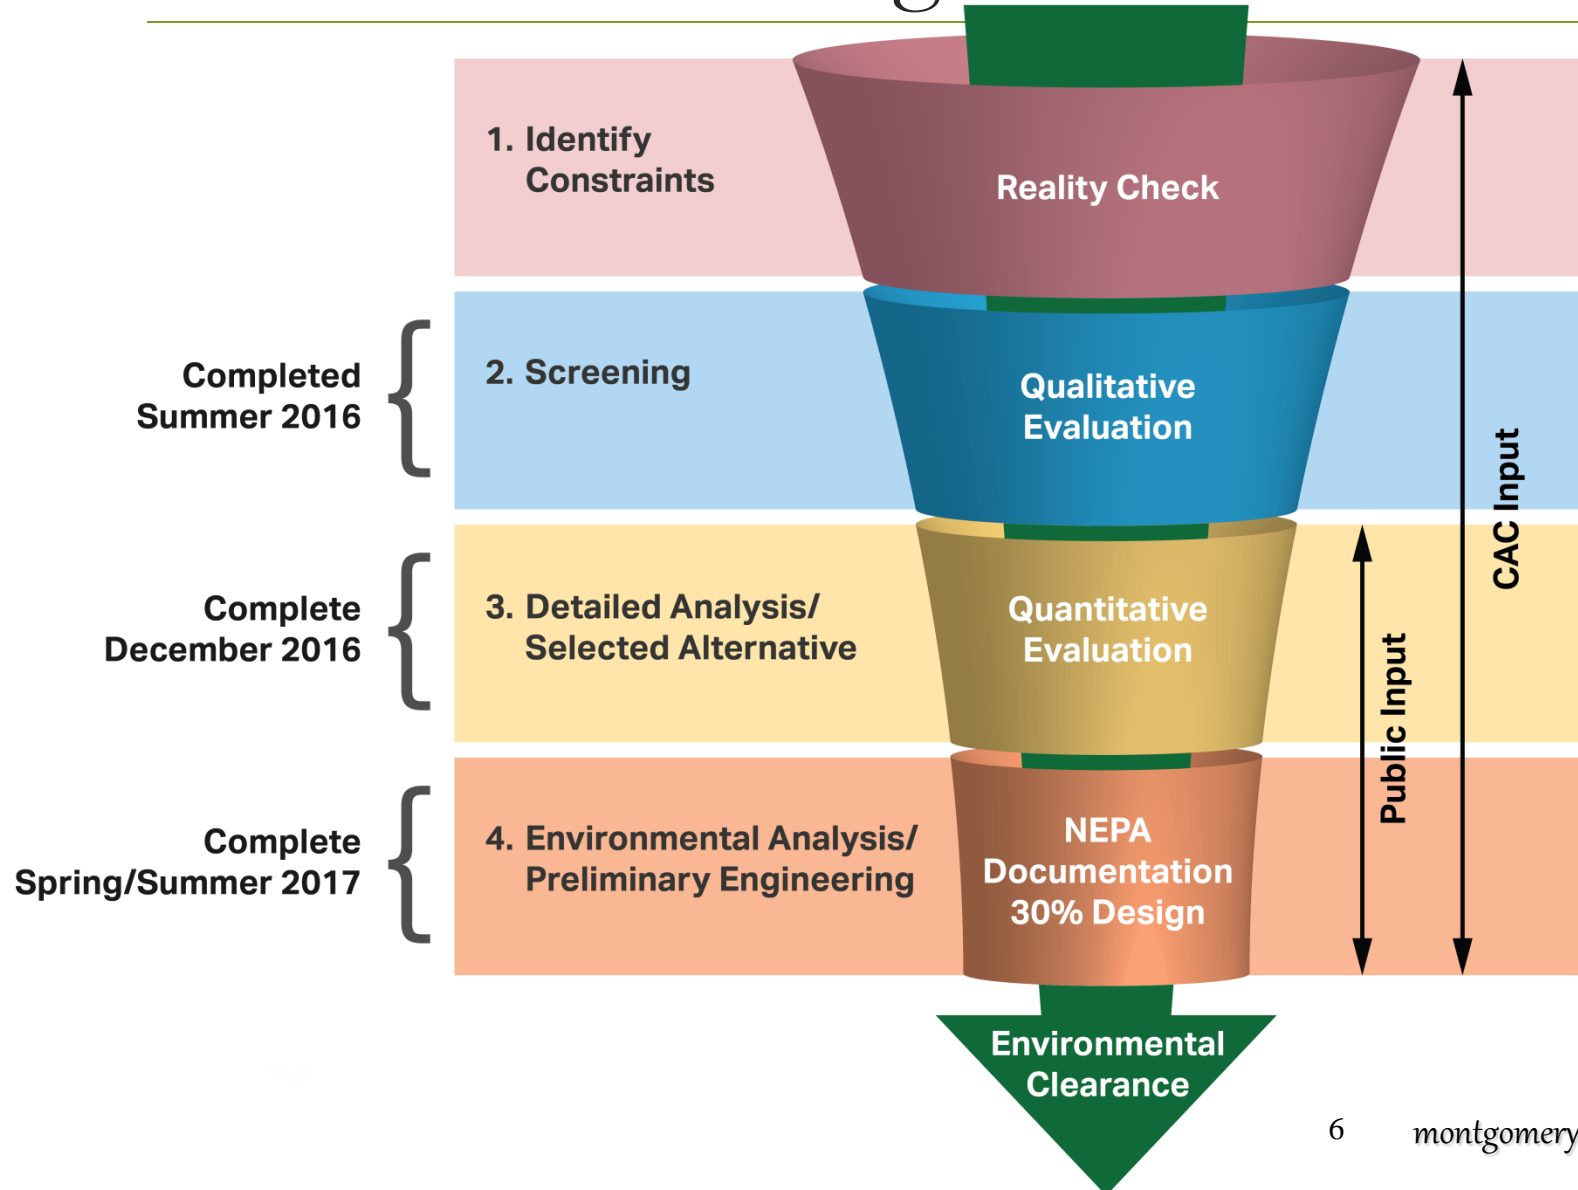 1. Identify
Constraints
Reality Check
Completed
Summer 2016
2. Screening
Qualitative
Evaluation
CAC Input
Complete
December 2016
3. Detailed Analysis/
Selected Alternative
Quantitative
Evaluation
Public Input
Complete
Spring/Summer 2017
4. Environmental Analysis/
Preliminary Engineering
NEPA
Documentation
30% Design
Environmental
Clearance
6
montgomery